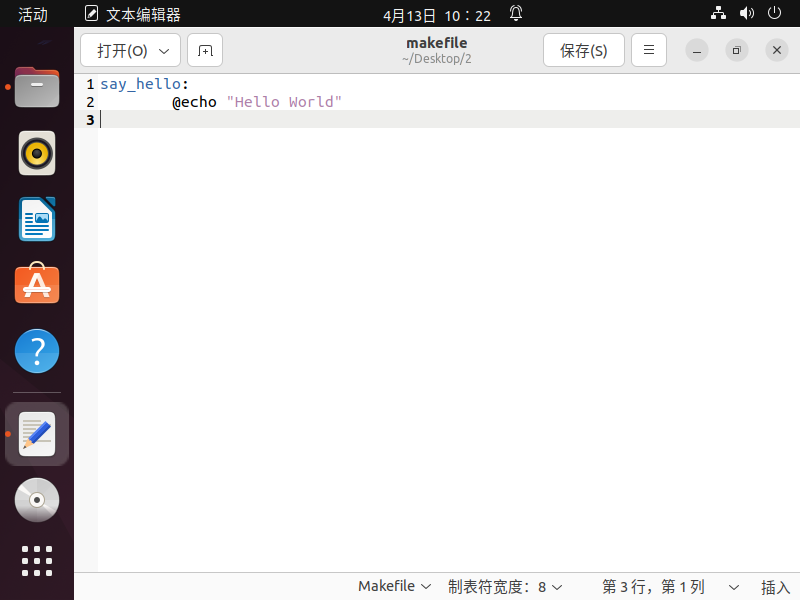 活动
文本编辑器
4月13日 10：22
打开(O)
makefile
~/Desktop/2
保存(S)
1 say_hello:
2 @echo "Hello World"
3
Makefile
制表符宽度：8
第 3 行，第 1 列
插入